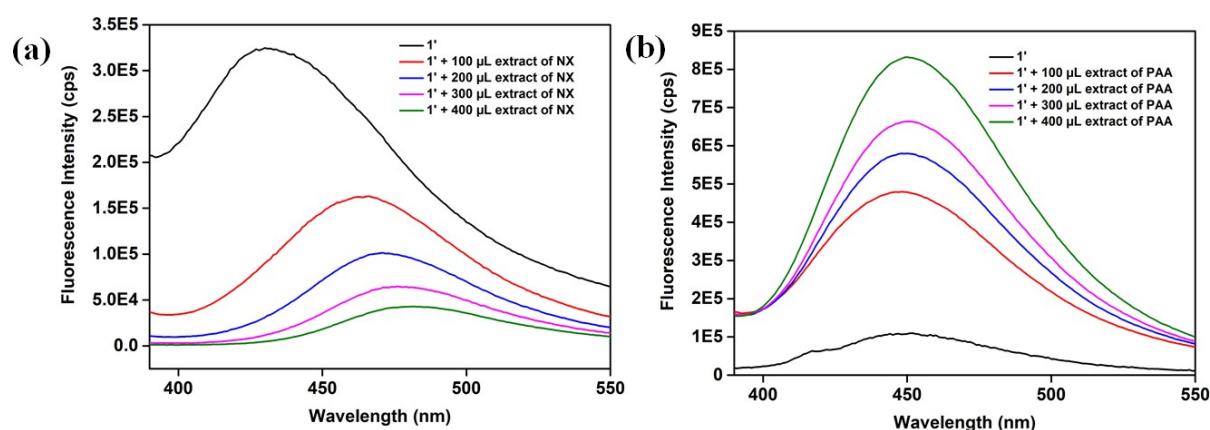 (a)
Fluorescence Intensity (cps)
3.5E5
3.0E5
2.5E5
2.0E5
1.5E5
1.0E5
5.0E4
0.0
1'
1' + 100 µL extract of NX
1' + 200 µL extract of NX
1' + 300 µL extract of NX
1' + 400 µL extract of NX
400 450 500 550
Wavelength (nm)
(b)
Fluorescence Intensity (cps)
9E5
8E5
7E5
6E5
5E5
4E5
3E5
2E5
1E5
0
1'
1' + 100 µL extract of PAA
1' + 200 µL extract of PAA
1' + 300 µL extract of PAA
1' + 400 µL extract of PAA
400 450 500 550
Wavelength (nm)